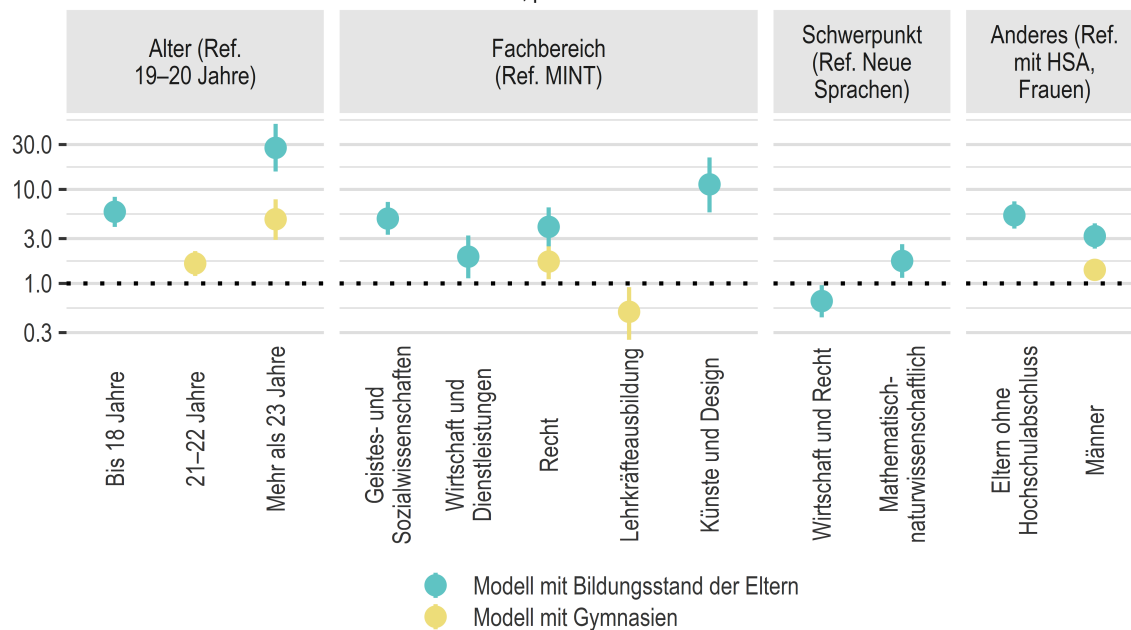 Alter (Ref.
19–20 Jahre)
Fachbereich
(Ref. MINT)
Schwerpunkt
(Ref. Neue
Sprachen)
Anderes (Ref.
mit HSA,
Frauen)
30.0
10.0
3.0
1.0
0.3
Bis 18 Jahre
21–22 Jahre
Mehr als 23 Jahre
Geistes- und
Sozialwissenschaften
Wirtschaft und
Dienstleistungen
Recht
Lehrkräfteausbildung
Künste und Design
Wirtschaft und Recht
Mathematisch-
naturwissenschaftlich
Eltern ohne
Hochschulabschluss
Männer
Modell mit Bildungsstand der Eltern
Modell mit Gymnasien